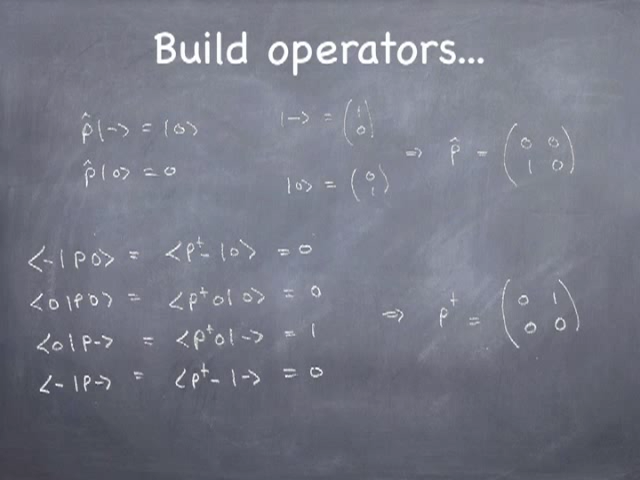 Build operators...
p̂|-> = |0>
|-> = (1 0)
p̂|0> = 0
|0> = (0 1)
=> p̂ = (0 0 1 0)
<-|p0> = <p†-|0> = 0
<0|p0> = <p†0|0> = 0
<0|p-> = <p†0|-> = 1
<-|p-> = <p†-|-> = 0
=> p† = (0 1 0 0)